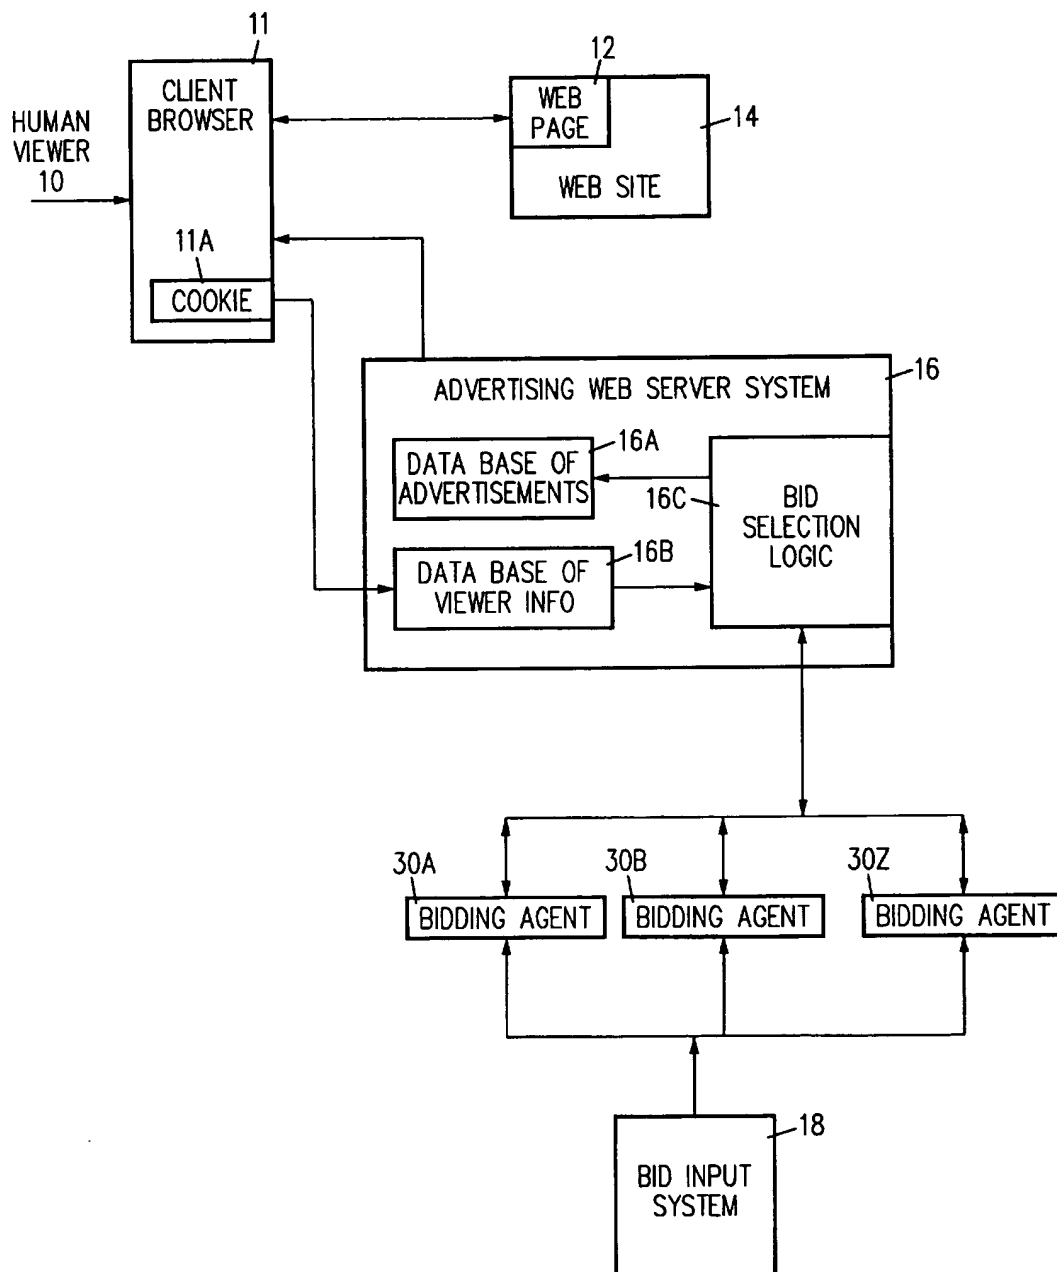 11
CLIENT
BROWSER
HUMAN
VIEWER
10
11A
COOKIE
12
WEB
PAGE
14
WEB SITE
16
ADVERTISING WEB SERVER SYSTEM
16A
DATA BASE OF
ADVERTISEMENTS
16C
BID
SELECTION
LOGIC
16B
DATA BASE OF
VIEWER INFO
30A
BIDDING AGENT
30B
BIDDING AGENT
30Z
BIDDING AGENT
18
BID INPUT
SYSTEM